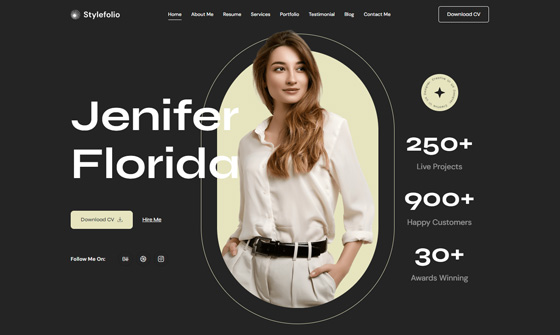 Stylefolio
Home About Me Resume Services Portfolio Testimonial Blog Contact Me
Download CV
Jenifer
Florida
Download CV
Hire Me
Follow Me On:
250+
Live Projects
900+
Happy Customers
30+
Awards Winning